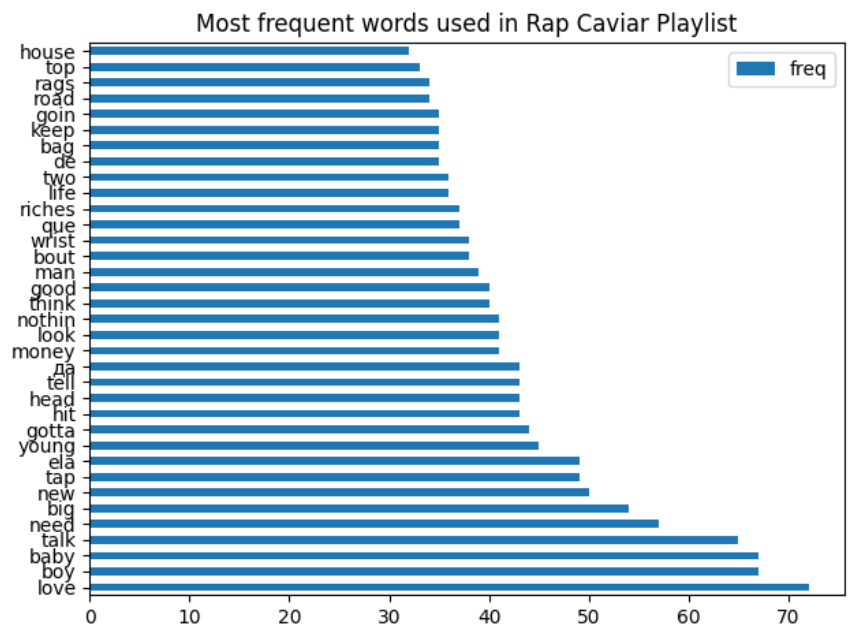 Most frequent words used in Rap Caviar Playlist
freq
house
top
rags
road
goin
keep
bag
de
two
life
riches
que
wrist
bout
man
good
think
nothin
look
money
да
tell
head
hit
gotta
young
ela
tap
new
big
need
talk
baby
boy
love
0 10 20 30 40 50 60 70